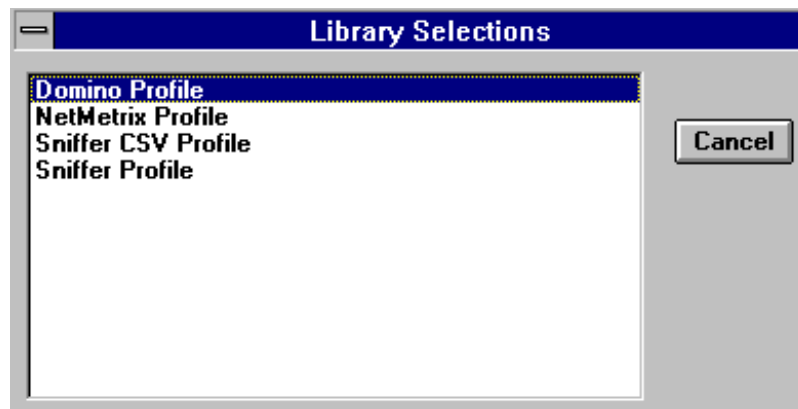 Library Selections
Domino Profile
NetMetrix Profile
Sniffer CSV Profile
Sniffer Profile
Cancel